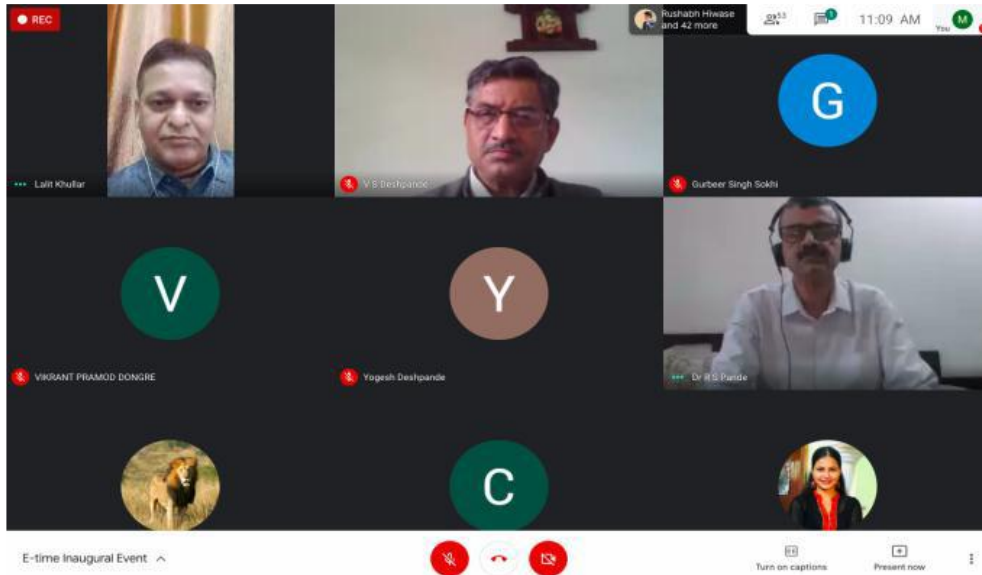 REC
Rushabh Hiwase
and 42 more
53
1
11:09 AM
You
M
Lalit Khullar
V S Deshpande
G
Gurbeer Singh Sokhi
V
VIKRANT PRAMOD DONGRE
Y
Yogesh Deshpande
Dr R S Pande
C
E-time Inaugural Event
Turn on captions
Present now